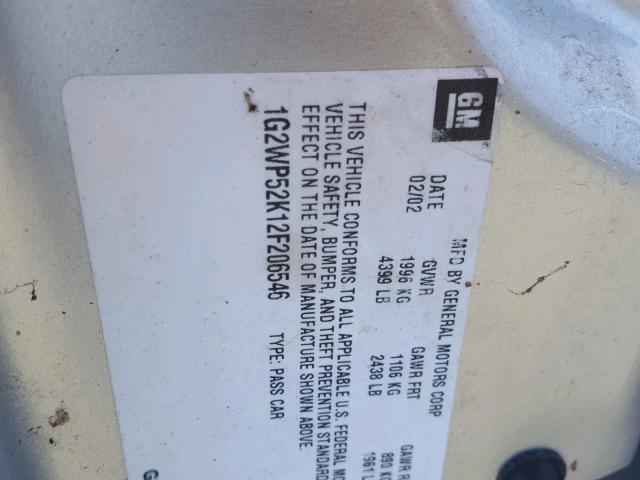 GM
MFD BY GENERAL MOTORS CORP
DATE GVWR GAWR FRT GAWR
02/02 1996 KG 1106 KG 890
4399 LB 2438 LB 1961
THIS VEHICLE CONFORMS TO ALL APPLICABLE U.S. FEDERAL
VEHICLE SAFETY, BUMPER, AND THEFT PREVENTION STANDARD
EFFECT ON THE DATE OF MANUFACTURE SHOWN ABOVE.
1G2WP52K12F206546 TYPE: PASS CAR